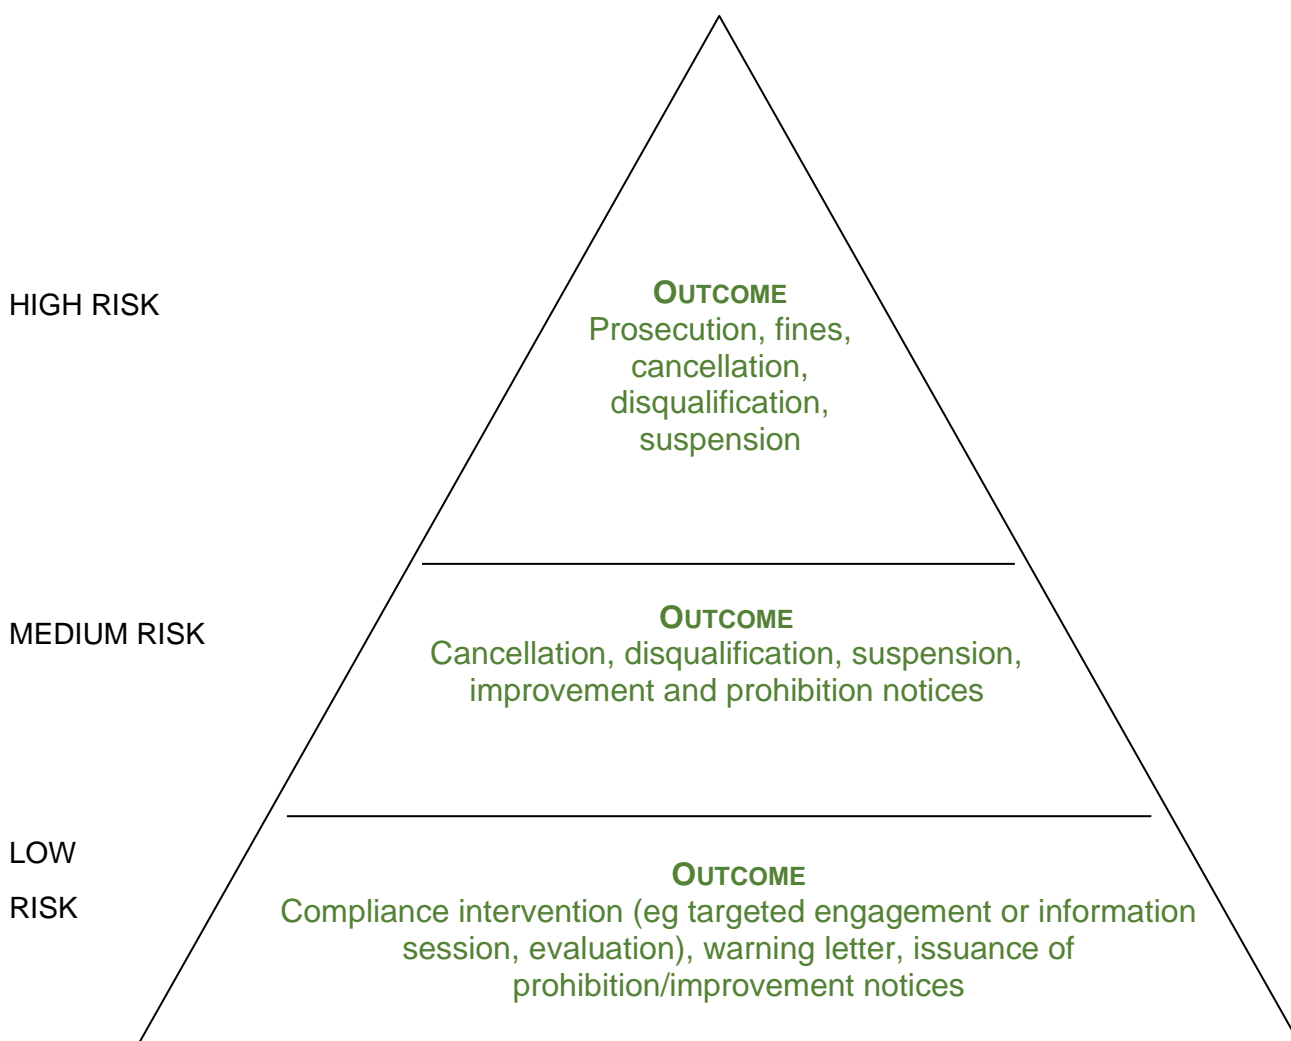 HIGH RISK
OUTCOME
Prosecution, fines,
cancellation,
disqualification,
suspension
MEDIUM RISK
OUTCOME
Cancellation, disqualification, suspension,
improvement and prohibition notices
LOW
RISK
OUTCOME
Compliance intervention (eg targeted engagement or information
session, evaluation), warning letter, issuance of
prohibition/improvement notices